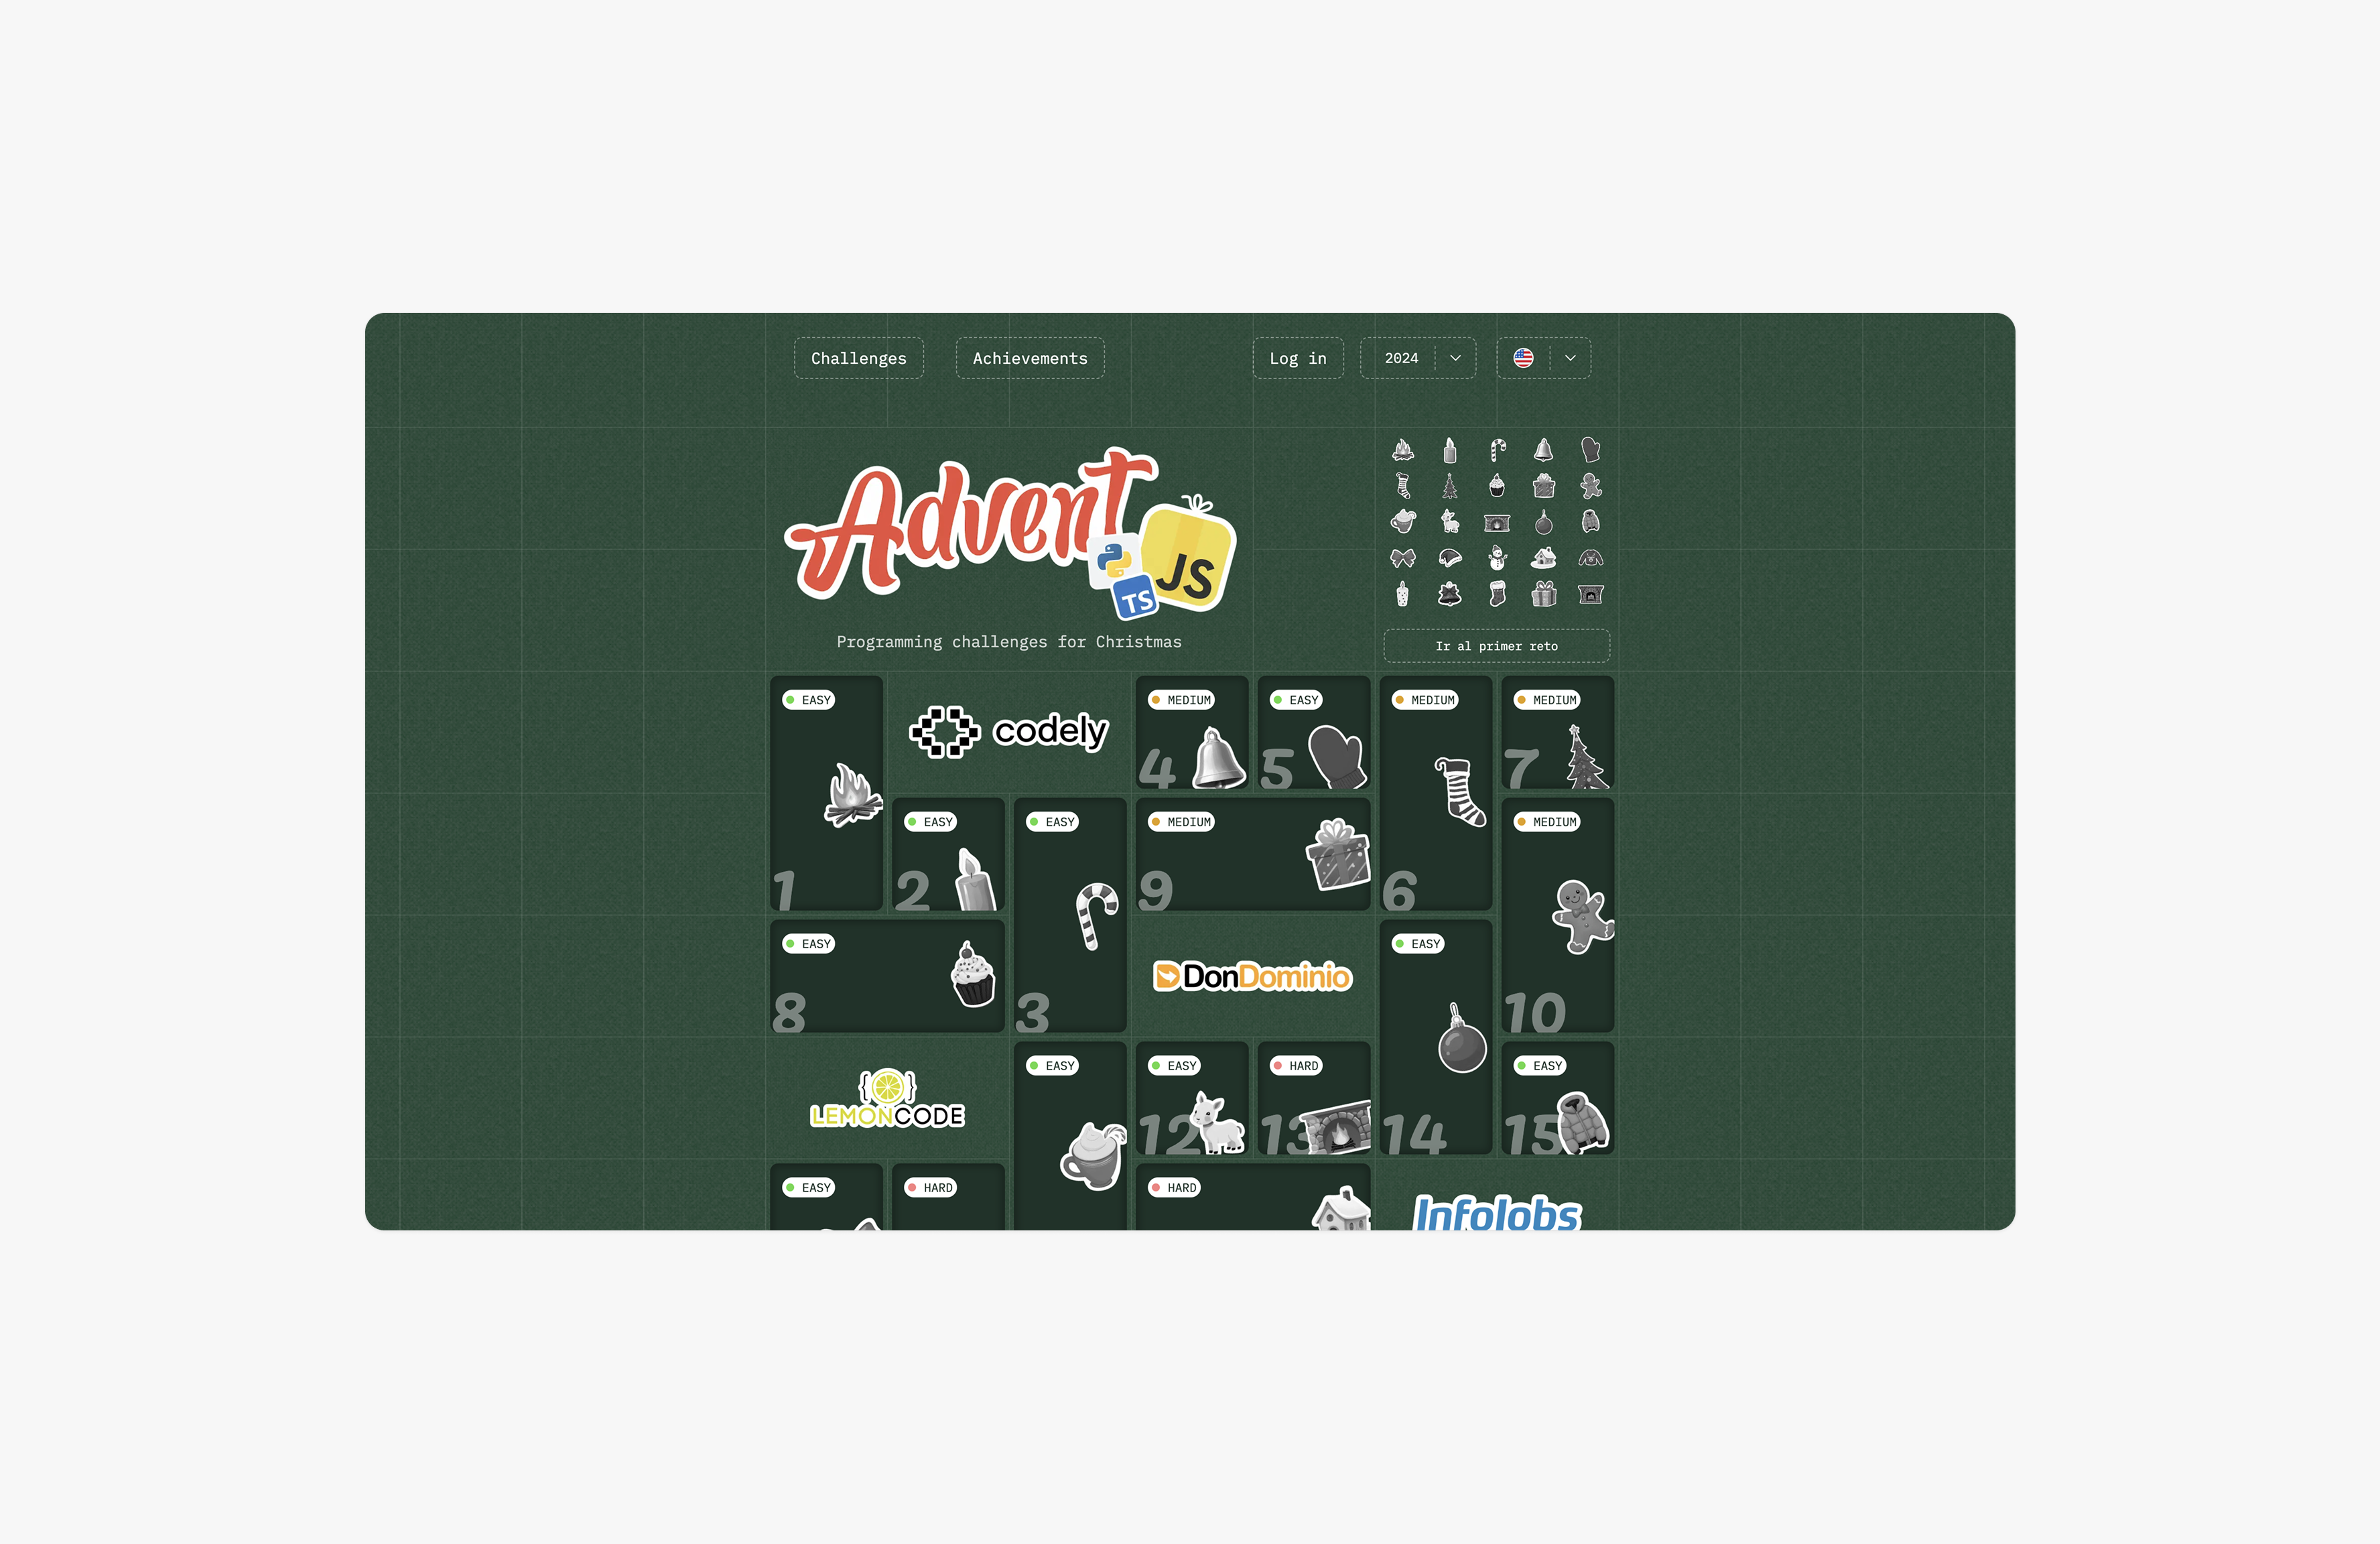 Challenges
Achievements
Log in
2024
Advent
JS
TS
Programming challenges for Christmas
Ir al primer reto
EASY
1
codely
MEDIUM
4
EASY
5
MEDIUM
6
MEDIUM
7
EASY
2
EASY
3
MEDIUM
9
MEDIUM
10
EASY
8
DonDominio
EASY
14
{ }
LEMONCODE
EASY
EASY
12
HARD
13
EASY
15
EASY
HARD
HARD
Infolobs